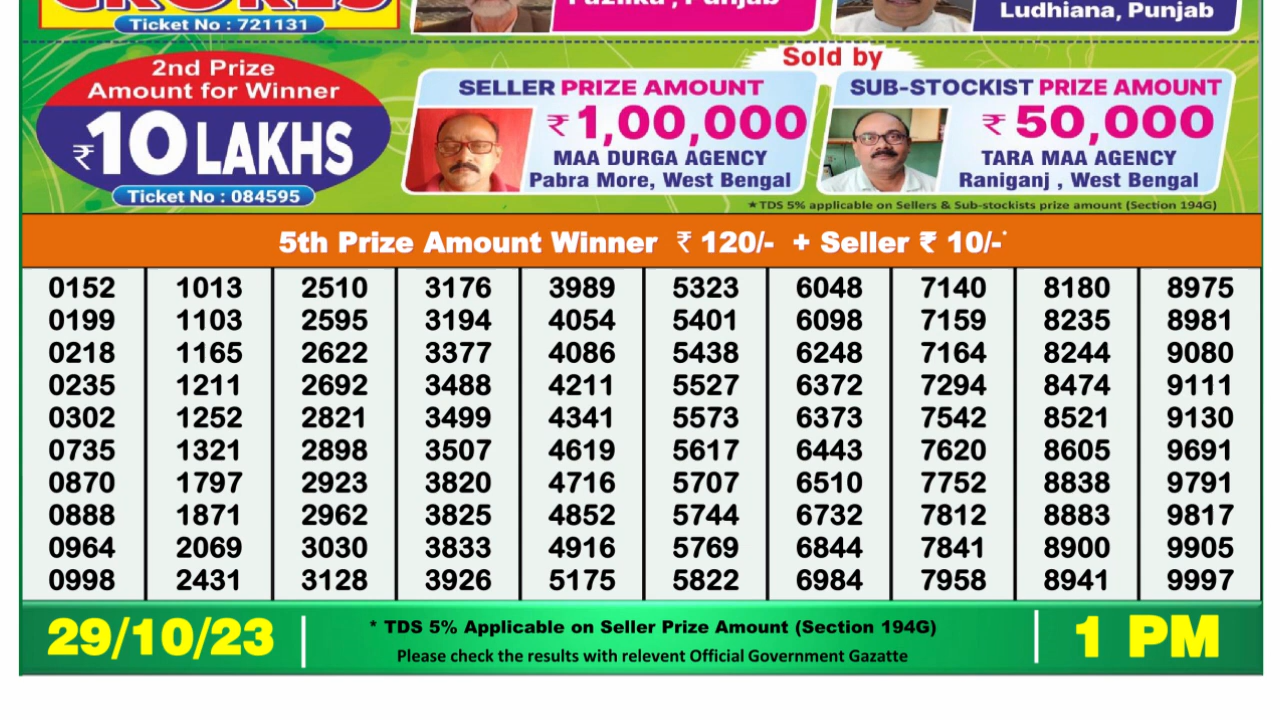 CRORES
Ticket No : 721131
Fazilka , Punjab
Ludhiana, Punjab
2nd Prize
Amount for Winner
₹10 LAKHS
Ticket No : 084595
Sold by
SELLER PRIZE AMOUNT
₹ 1,00,000
MAA DURGA AGENCY
Pabra More, West Bengal
SUB-STOCKIST PRIZE AMOUNT
₹ 50,000
TARA MAA AGENCY
Raniganj , West Bengal
★TDS 5% applicable on Sellers & Sub-stockists prize amount (Section 194G)
5th Prize Amount Winner ₹ 120/- + Seller ₹ 10/-*
0152 1013 2510 3176 3989 5323 6048 7140 8180 8975
0199 1103 2595 3194 4054 5401 6098 7159 8235 8981
0218 1165 2622 3377 4086 5438 6248 7164 8244 9080
0235 1211 2692 3488 4211 5527 6372 7294 8474 9111
0302 1252 2821 3499 4341 5573 6373 7542 8521 9130
0735 1321 2898 3507 4619 5617 6443 7620 8605 9691
0870 1797 2923 3820 4716 5707 6510 7752 8838 9791
0888 1871 2962 3825 4852 5744 6732 7812 8883 9817
0964 2069 3030 3833 4916 5769 6844 7841 8900 9905
0998 2431 3128 3926 5175 5822 6984 7958 8941 9997
29/10/23
* TDS 5% Applicable on Seller Prize Amount (Section 194G)
Please check the results with relevent Official Government Gazatte
1 PM